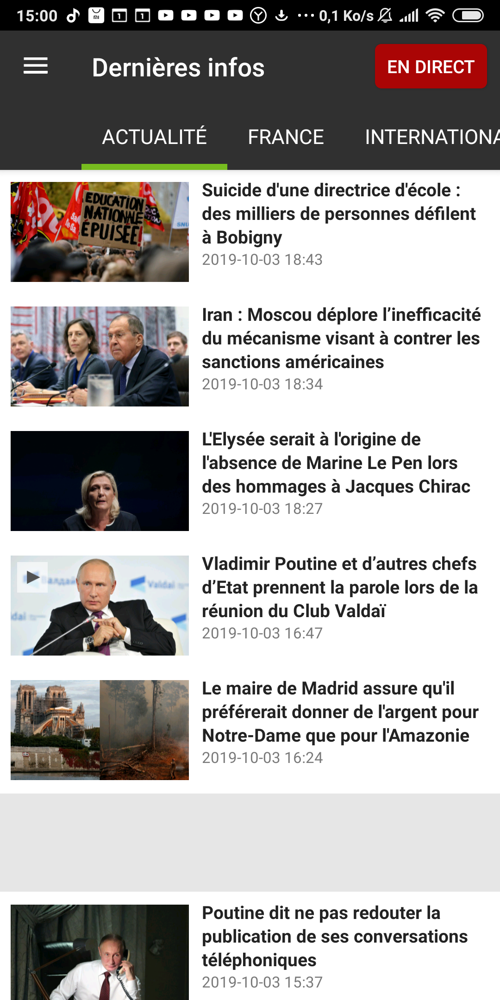 15:00
0,1 Ko/s
Dernières infos
EN DIRECT
ACTUALITÉ
FRANCE
INTERNATIONA
EDUCATION
NATIONALE
ÉPUISÉE!
SNU
Suicide d'une directrice d'école :
des milliers de personnes défilent
à Bobigny
2019-10-03 18:43
Iran : Moscou déplore l’inefficacité
du mécanisme visant à contrer les
sanctions américaines
2019-10-03 18:34
L'Elysée serait à l'origine de
l'absence de Marine Le Pen lors
des hommages à Jacques Chirac
2019-10-03 18:27
Valdai
Vladimir Poutine et d’autres chefs
d’Etat prennent la parole lors de la
réunion du Club Valdaï
2019-10-03 16:47
Le maire de Madrid assure qu'il
préférerait donner de l'argent pour
Notre-Dame que pour l'Amazonie
2019-10-03 16:24
Poutine dit ne pas redouter la
publication de ses conversations
téléphoniques
2019-10-03 15:37